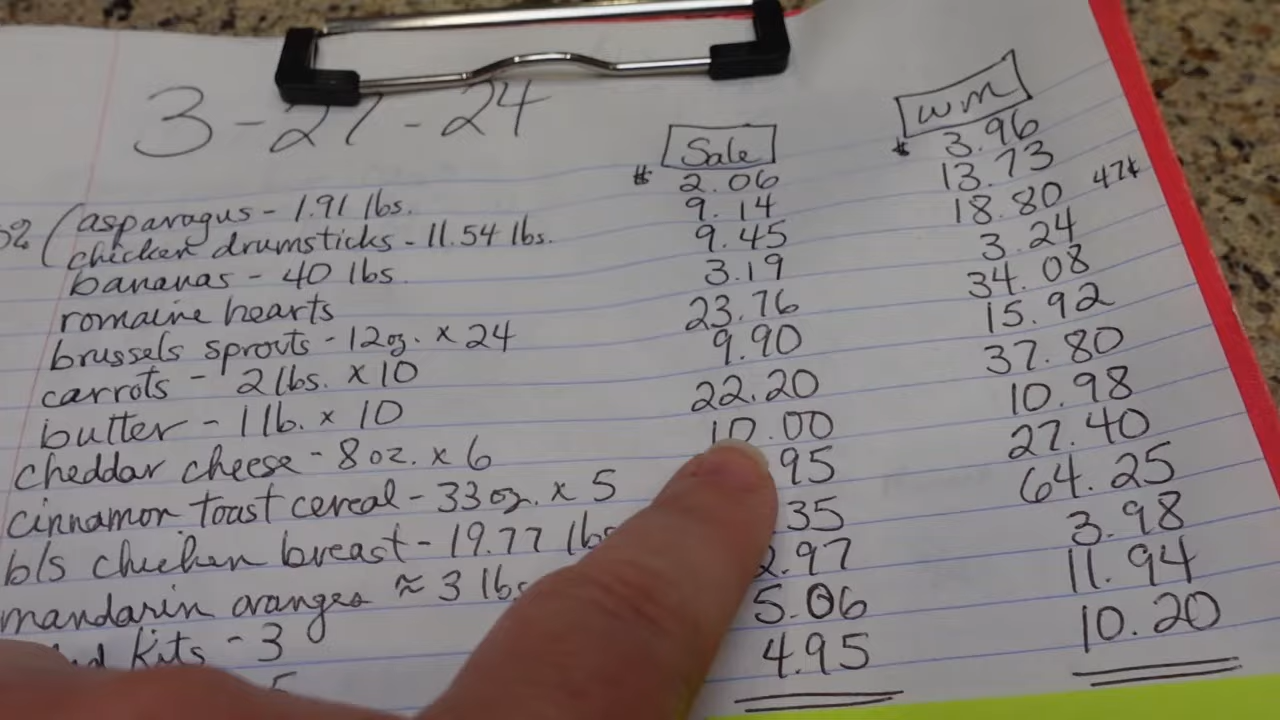 3-27-24
Sale WM
asparagus - 1.91 lbs. $ 2.06 $ 3.96
chicken drumsticks - 11.54 lbs. 9.14 13.73
bananas - 40 lbs. 9.45 18.80 47¢
romaine hearts 3.19 3.24
brussels sprouts - 12oz. x 24 23.76 34.08
carrots - 2 lbs. x 10 9.90 15.92
butter - 1 lb. x 10 22.20 37.80
cheddar cheese - 8 oz. x 6 10.00 10.98
cinnamon toast cereal - 33 oz. x 5 .95 27.40
b/s chicken breast - 19.77 lbs .35 64.25
mandarin oranges ≈ 3 lbs 2.97 3.98
kits - 3 5.06 11.94
5 4.95 10.20